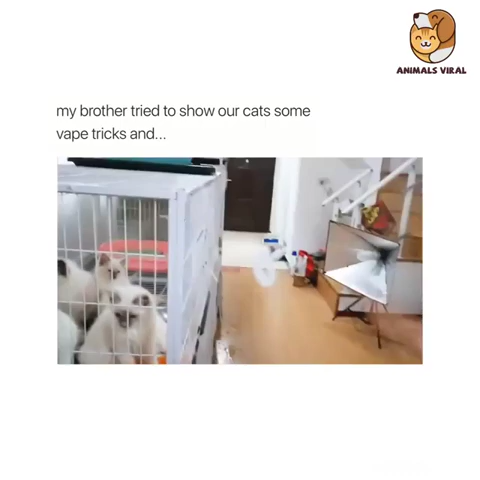 ANIMALS VIRAL
my brother tried to show our cats some
vape tricks and...